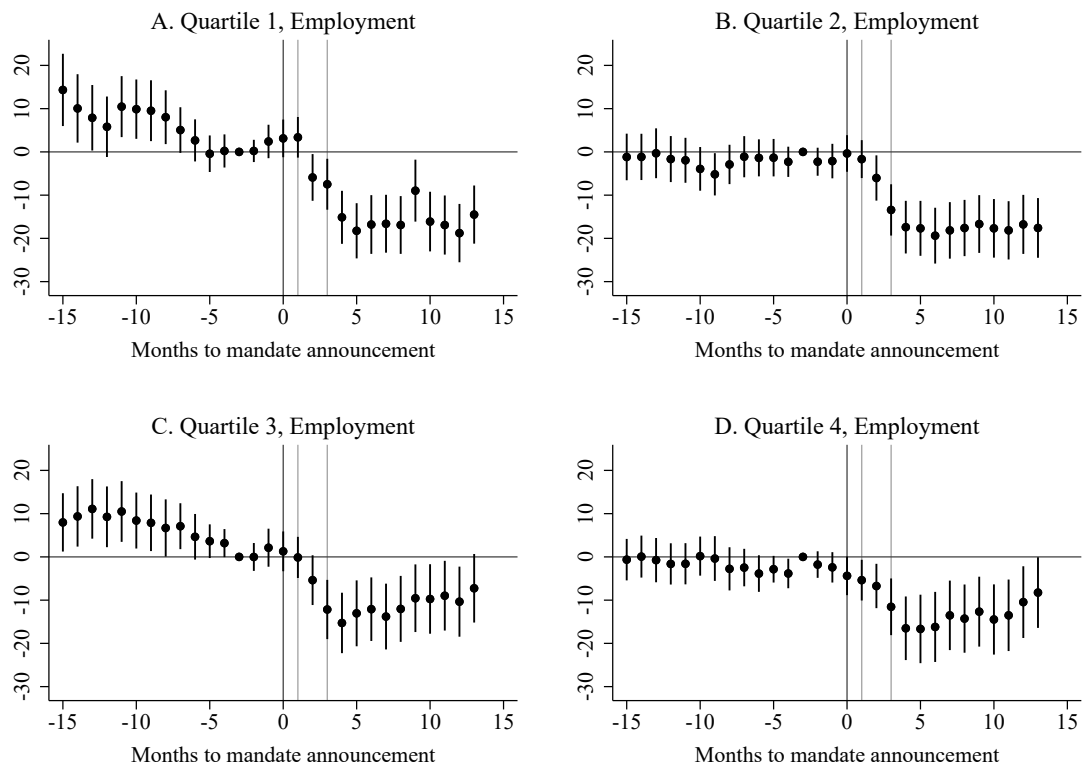 A. Quartile 1, Employment
20
10
0
-10
-20
-30
-15 -10 -5 0 5 10 15
Months to mandate announcement
B. Quartile 2, Employment
20
10
0
-10
-20
-30
-15 -10 -5 0 5 10 15
Months to mandate announcement
C. Quartile 3, Employment
20
10
0
-10
-20
-30
-15 -10 -5 0 5 10 15
Months to mandate announcement
D. Quartile 4, Employment
20
10
0
-10
-20
-30
-15 -10 -5 0 5 10 15
Months to mandate announcement